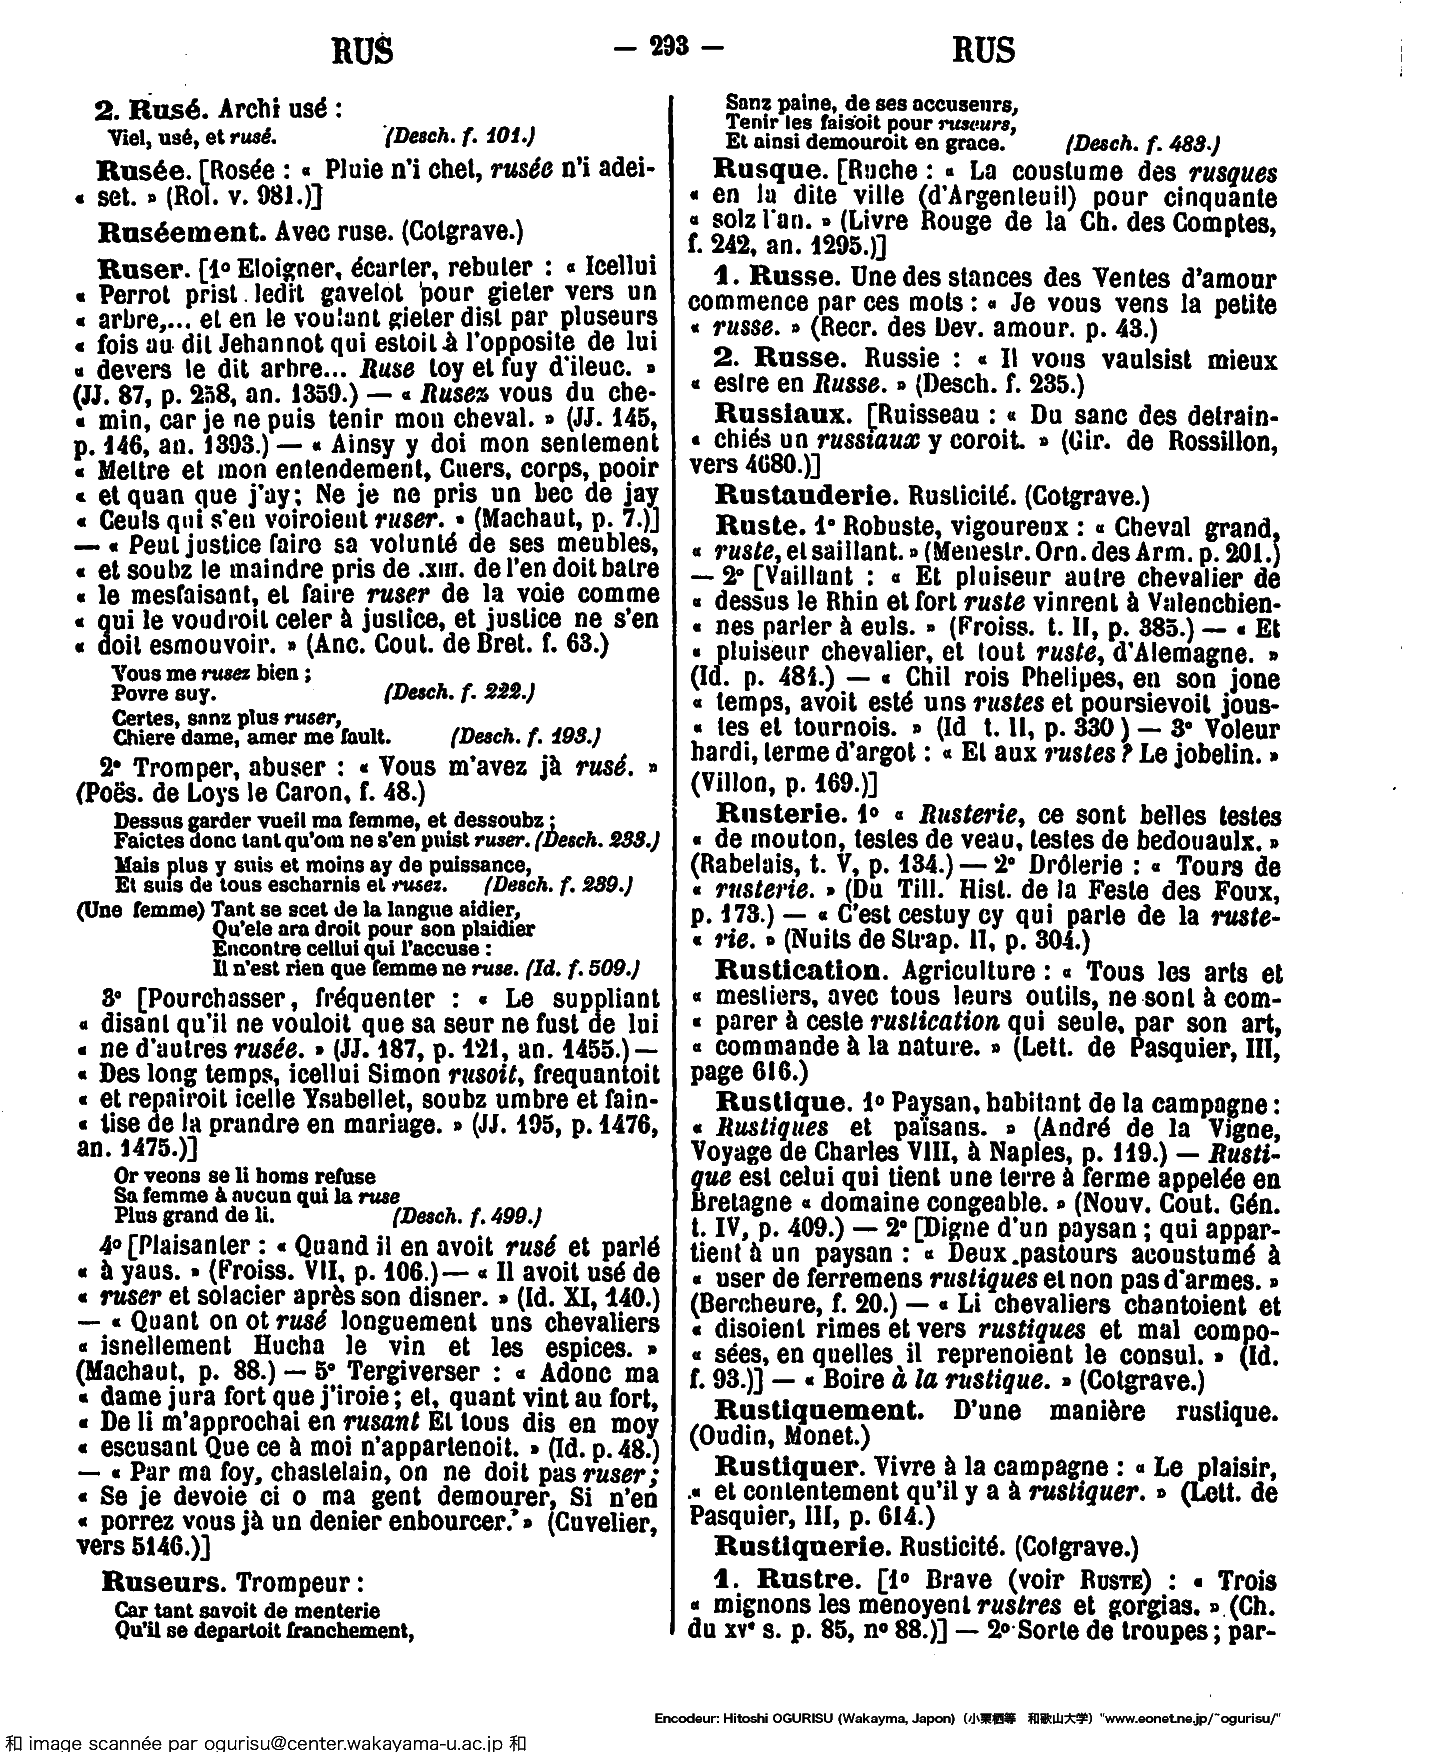 RUS — 293 — RUS
2. Rusé. Archi usé :
Viel, usé, et rusé. (Desch. f. 101.)
Rusée. [Rosée : « Pluie n'i chet, rusée n'i adei-
« set. » (Rol. v. 981.)]
Ruséement. Avec ruse. (Cotgrave.)
Ruser. [1º Eloigner, écarter, rebuter : « Icellui
« Perrot prist ledit gavelot pour gieter vers un
« arbre,... et en le voulant gieter dist par pluseurs
« fois au dit Jehannot qui estoit à l'opposite de lui
« devers le dit arbre... Ruse toy et fuy d'ileuc. »
(JJ. 87, p. 258, an. 1359.) — « Rusez vous du che-
« min, car je ne puis tenir mon cheval. » (JJ. 145,
p. 146, an. 1393.) — « Ainsy y doi mon sentement
« Mettre et mon entendement, Cuers, corps, pooir
« et quan que j'ay; Ne je ne pris un bec de jay
« Ceuls qui s'en voiroient ruser. » (Machaut, p. 7.)]
— « Peut justice faire sa volunté de ses meubles,
« et soubz le maindre pris de .xiii. de l'en doit batre
« le mesfaisant, et faire ruser de la voie comme
« qui le voudroit celer à justice, et justice ne s'en
« doit esmouvoir. » (Anc. Cout. de Bret. f. 63.)
Vous me rusez bien ;
Povre suy. (Desch. f. 222.)
Certes, sanz plus ruser,
Chiere dame, amer me fault. (Desch. f. 193.)
2º Tromper, abuser : « Vous m'avez jà rusé. »
(Poës. de Loys le Caron, f. 48.)
Dessus garder vueil ma femme, et dessoubz ;
Faictes donc tant qu'om ne s'en puist ruser. (Desch. 233.)
Mais plus y suis et moins ay de puissance,
Et suis de tous escharnis et rusez. (Desch. f. 239.)
(Une femme) Tant se scet de la langue aidier,
Qu'ele ara droit pour son plaidier
Encontre cellui qui l'accuse :
Il n'est rien que femme ne ruse. (Id. f. 509.)
3º [Pourchasser, fréquenter : « Le suppliant
« disant qu'il ne vouloit que sa seur ne fust de lui
« ne d'autres rusée. » (JJ. 187, p. 121, an. 1455.) —
« Des long temps, icellui Simon rusoit, frequantoit
« et repairoit icelle Ysabellet, soubz umbre et fain-
« tise de la prandre en mariage. » (JJ. 195, p. 1476,
an. 1475.)]
Or veons se li homs refuse
Sa femme à aucun qui la ruse
Plus grand de li. (Desch. f. 499.)
4º [Plaisanter : « Quand il en avoit rusé et parlé
« à yaus. » (Froiss. VII, p. 106.) — « Il avoit usé de
« ruser et solacier après son disner. » (Id. XI, 140.)
— « Quant on ot rusé longuement uns chevaliers
« isnellement Hucha le vin et les espices. »
(Machaut, p. 88.) — 5º Tergiverser : « Adonc ma
« dame jura fort que j'iroie ; et, quant vint au fort,
« De li m'approchai en rusant Et tous dis en moy
« escusant Que ce à moi n'appartenoit. » (Id. p. 48.)
— « Par ma foy, chastelain, on ne doit pas ruser ;
« Se je devoie ci o ma gent demourer, Si n'en
« porrez vous jà un denier enbourcer. » (Cuvelier,
vers 5146.)]
Ruseurs. Trompeur :
Car tant savoit de menterie
Qu'il se departoit franchement,
Sanz paine, de ses accuseurs,
Tenir les faisoit pour ruseurs,
Et ainsi demouroit en grace. (Desch. f. 483.)
Rusque. [Ruche : « La coustume des rusques
« en la dite ville (d'Argenteuil) pour cinquante
« solz l'an. » (Livre Rouge de la Ch. des Comptes,
f. 242, an. 1295.)]
1. Russe. Une des stances des Ventes d'amour
commence par ces mots : « Je vous vens la petite
« russe. » (Recr. des Dev. amour. p. 43.)
2. Russe. Russie : « Il vous vaulsist mieux
« estre en Russe. » (Desch. f. 235.)
Russiaux. [Ruisseau : « Du sanc des detrain-
« chiés un russiaux y coroit. » (Gir. de Rossillon,
vers 4680.)]
Rustauderie. Rusticité. (Cotgrave.)
Ruste. 1º Robuste, vigoureux : « Cheval grand,
« ruste, et saillant. » (Menestr. Orn. des Arm. p. 201.)
— 2º [Vaillant : « Et pluiseur autre chevalier de
« dessus le Rhin et fort ruste vinrent à Valenchien-
« nes parler à euls. » (Froiss. t. II, p. 385.) — « Et
« pluiseur chevalier, et tout ruste, d'Alemagne. »
(Id. p. 481.) — « Chil rois Phelipes, en son jone
« temps, avoit esté uns rustes et poursievoit jous-
« tes et tournois. » (Id t. II, p. 330 ) — 3º Voleur
hardi, terme d'argot : « Et aux rustes ? Le jobelin. »
(Villon, p. 169.)]
Rusterie. 1º « Rusterie, ce sont belles testes
« de mouton, testes de veau, testes de bedouaulx. »
(Rabelais, t. V, p. 134.) — 2º Drôlerie : « Tours de
« rusterie. » (Du Till. Hist. de la Feste des Foux,
p. 173.) — « C'est cestuy cy qui parle de la ruste-
« rie. » (Nuits de Strap. II, p. 304.)
Rustication. Agriculture : « Tous les arts et
« mestiers, avec tous leurs outils, ne sont à com-
« parer à ceste rustication qui seule, par son art,
« commande à la nature. » (Lett. de Pasquier, III,
page 616.)
Rustique. 1º Paysan, habitant de la campagne :
« Rustiques et païsans. » (André de la Vigne,
Voyage de Charles VIII, à Naples, p. 119.) — Rusti-
que est celui qui tient une terre à ferme appelée en
Bretagne « domaine congeable. » (Nouv. Cout. Gén.
t. IV, p. 409.) — 2º [Digne d'un paysan ; qui appar-
tient à un paysan : « Deux pastours acoustumé à
« user de ferremens rustiques et non pas d'armes. »
(Bercheure, f. 20.) — « Li chevaliers chantoient et
« disoient rimes et vers rustiques et mal compo-
« sées, en quelles il reprenoient le consul. » (Id.
f. 93.)] — « Boire à la rustique. » (Cotgrave.)
Rustiquement. D'une manière rustique.
(Oudin, Monet.)
Rustiquer. Vivre à la campagne : « Le plaisir,
« et contentement qu'il y a à rustiquer. » (Lett. de
Pasquier, III, p. 614.)
Rustiquerie. Rusticité. (Cotgrave.)
1. Rustre. [1º Brave (voir RUSTE) : « Trois
« mignons les menoyent rustres et gorgias. » (Ch.
du xvº s. p. 85, nº 88.)] — 2º Sorte de troupes ; par-
Encodeur: Hitoshi OGURISU (Wakayma, Japon) (小栗栖等 和歌山大学) "www.eonet.ne.jp/~ogurisu/"
和 image scannée par ogurisu@center.wakayama-u.ac.jp 和